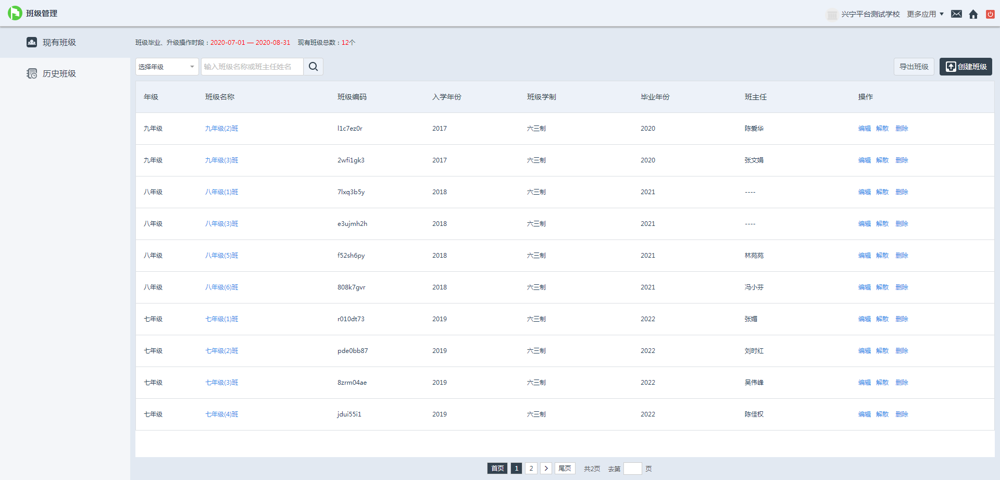 班级管理
兴宁平台测试学校 更多应用
现有班级
历史班级
班级毕业、升级操作时段：2020-07-01 — 2020-08-31 现有班级总数：12个
选择年级 输入班级名称或班主任姓名 导出班级 创建班级
年级 班级名称 班级编码 入学年份 班级学制 毕业年份 班主任 操作
九年级 九年级(2)班 l1c7ez0r 2017 六三制 2020 陈爱华 编辑 解散 删除
九年级 九年级(3)班 2wfi1gk3 2017 六三制 2020 张文娟 编辑 解散 删除
八年级 八年级(1)班 7lxq3b5y 2018 六三制 2021 ---- 编辑 解散 删除
八年级 八年级(3)班 e3ujmh2h 2018 六三制 2021 ---- 编辑 解散 删除
八年级 八年级(5)班 f52sh6py 2018 六三制 2021 林苑苑 编辑 解散 删除
八年级 八年级(6)班 808k7gvr 2018 六三制 2021 冯小芬 编辑 解散 删除
七年级 七年级(1)班 r010dt73 2019 六三制 2022 张媚 编辑 解散 删除
七年级 七年级(2)班 pde0bb87 2019 六三制 2022 刘时红 编辑 解散 删除
七年级 七年级(3)班 8zrm04ae 2019 六三制 2022 吴伟峰 编辑 解散 删除
七年级 七年级(4)班 jdui55i1 2019 六三制 2022 陈佳权 编辑 解散 删除
首页 1 2 > 尾页 共2页 去第 页